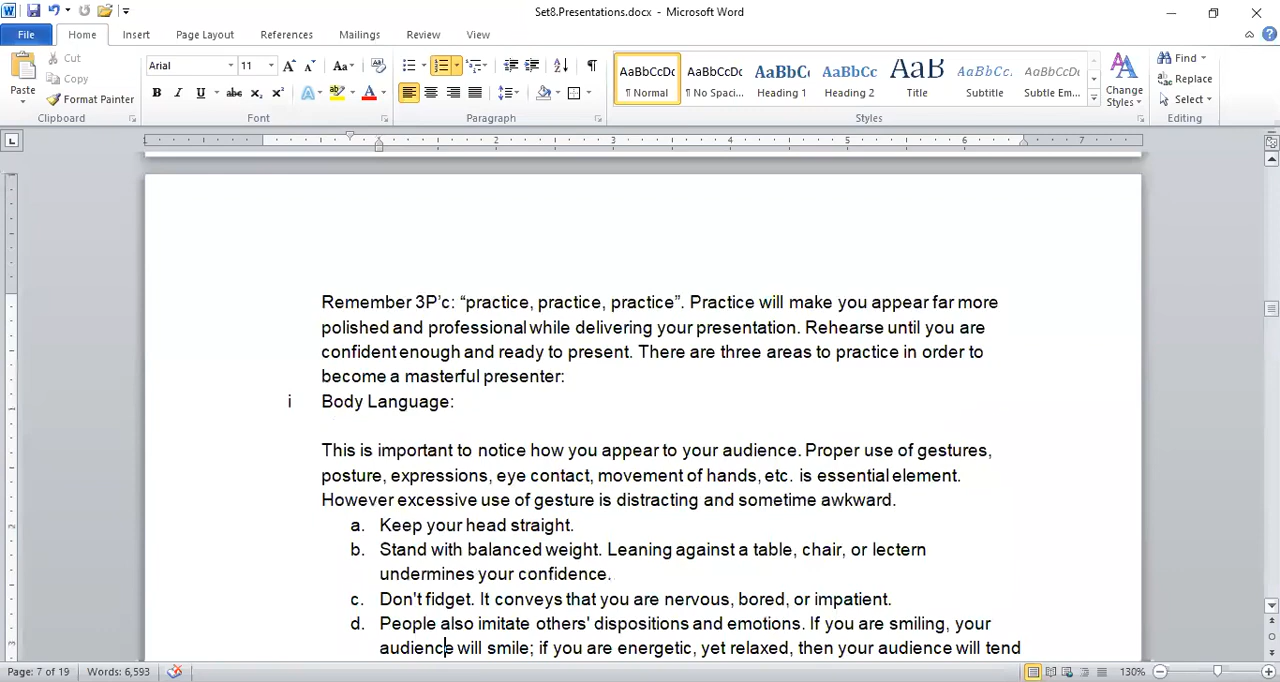 Set8.Presentations.docx - Microsoft Word
File Home Insert Page Layout References Mailings Review View
Paste
Cut
Copy
Format Painter
Clipboard
Arial 11
Font
Paragraph
AaBbCcDc AaBbCcDc AaBbCc AaBbCc AaB AaBbCc. AaBbCcDc
¶ Normal ¶ No Spaci... Heading 1 Heading 2 Title Subtitle Subtle Em...
Styles
Change
Styles
Find
Replace
Select
Editing
1 2 3 4 5 6 7
Remember 3P'c: “practice, practice, practice”. Practice will make you appear far more
polished and professional while delivering your presentation. Rehearse until you are
confident enough and ready to present. There are three areas to practice in order to
become a masterful presenter:
i Body Language:
This is important to notice how you appear to your audience. Proper use of gestures,
posture, expressions, eye contact, movement of hands, etc. is essential element.
However excessive use of gesture is distracting and sometime awkward.
a. Keep your head straight.
b. Stand with balanced weight. Leaning against a table, chair, or lectern
undermines your confidence.
c. Don't fidget. It conveys that you are nervous, bored, or impatient.
d. People also imitate others' dispositions and emotions. If you are smiling, your
audience will smile; if you are energetic, yet relaxed, then your audience will tend
Page: 7 of 19 Words: 6,593 130%